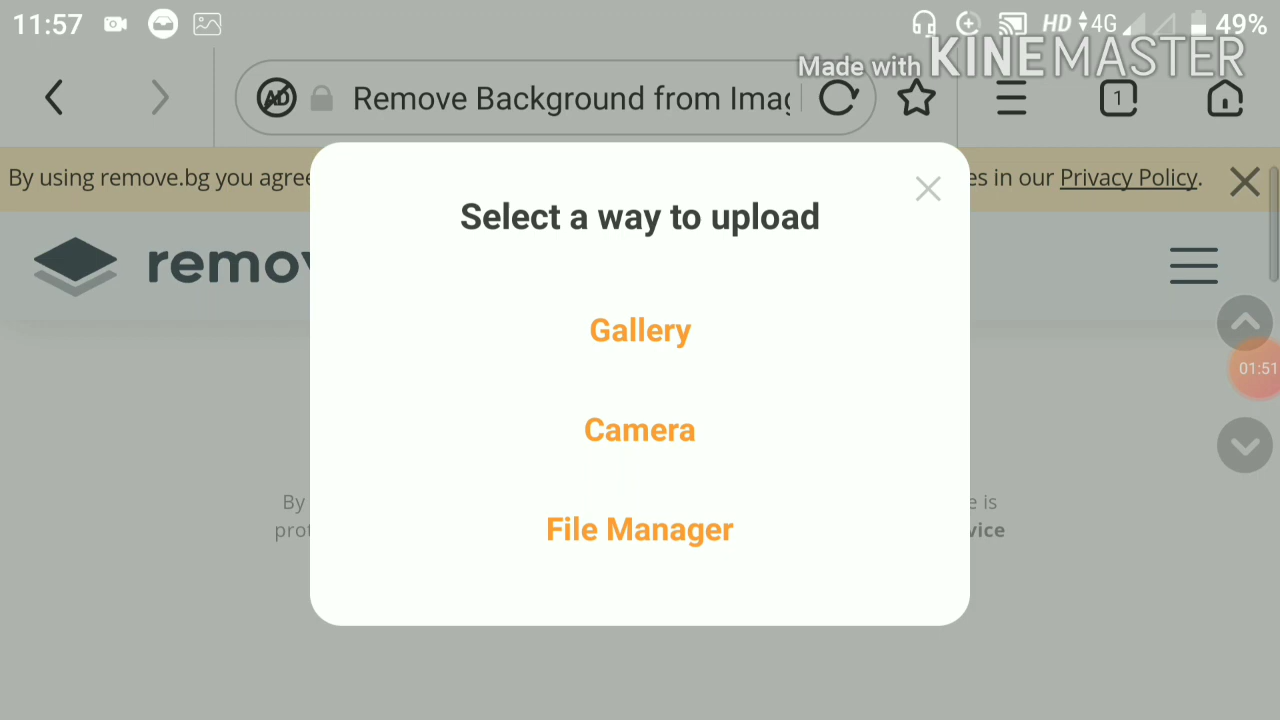 11:57
HD 4G 49%
Made with KINEMASTER
AD
Remove Background from Imag
1
By using remove.bg you agree
es in our Privacy Policy.
Select a way to upload
remov
Gallery
01:51
Camera
By
e is
prot
vice
File Manager